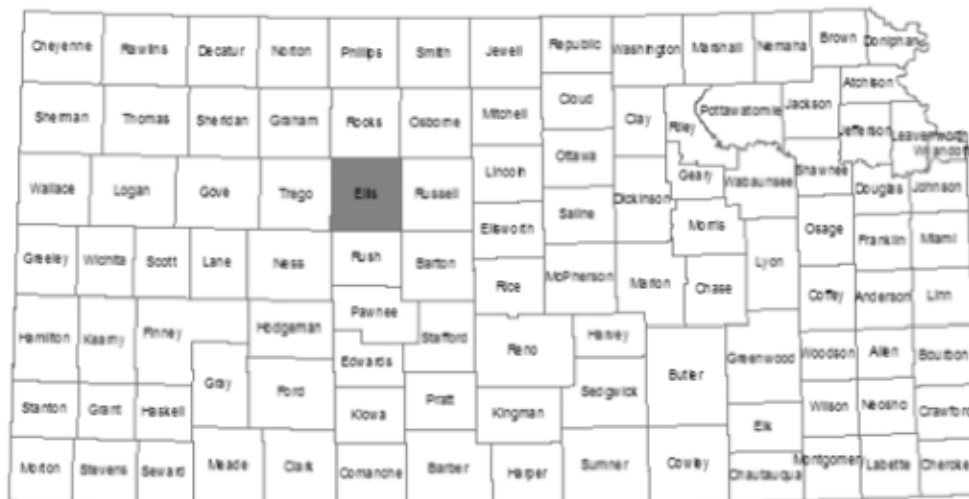 Cheyenne Rawlins Decatur Norton Phillips Smith Jewell Republic Washington Marshall Nemaha Brown Doniphan
Atchison
Sherman Thomas Sheridan Graham Rooks Osborne Mitchell Cloud Clay Riley Pottawatomie Jackson
Jefferson Leavenworth
Wallace Logan Gove Trego Ellis Russell Lincoln Ottawa Dickinson Geary Wabaunsee Shawnee Douglas Johnson
Ellsworth Saline Morris Osage Franklin Miami
Greeley Wichita Scott Lane Ness Rush Barton Rice McPherson Marion Chase Lyon Coffey Anderson Linn
Hamilton Kearny Finney Hodgeman Pawnee Stafford Reno Harvey
Edwards Greenwood Woodson Allen Bourbon
Gray Ford Sedgwick Butler
Stanton Grant Haskell Kiowa Pratt Kingman Elk Wilson Neosho Crawford
Morton Stevens Seward Meade Clark Comanche Barber Harper Sumner Cowley Chautauqua Montgomery Labette Cheroke